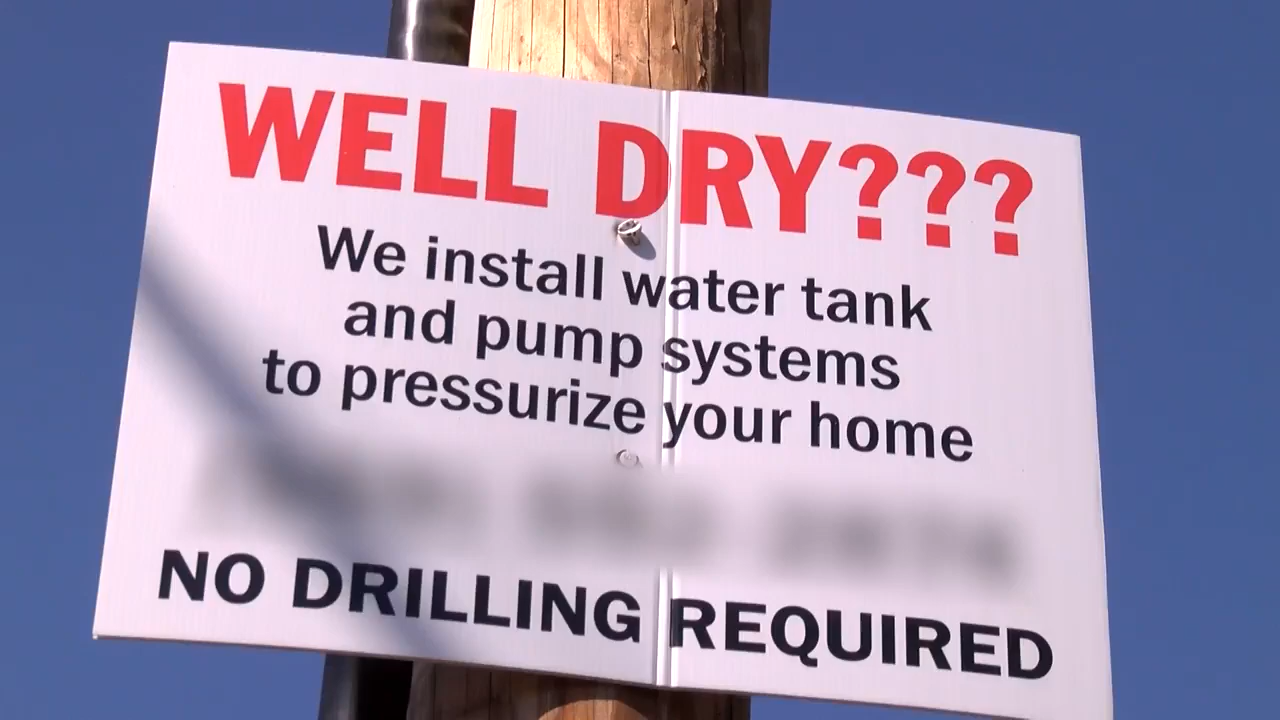 WELL DRY???
We install water tank
and pump systems
to pressurize your home
NO DRILLING REQUIRED